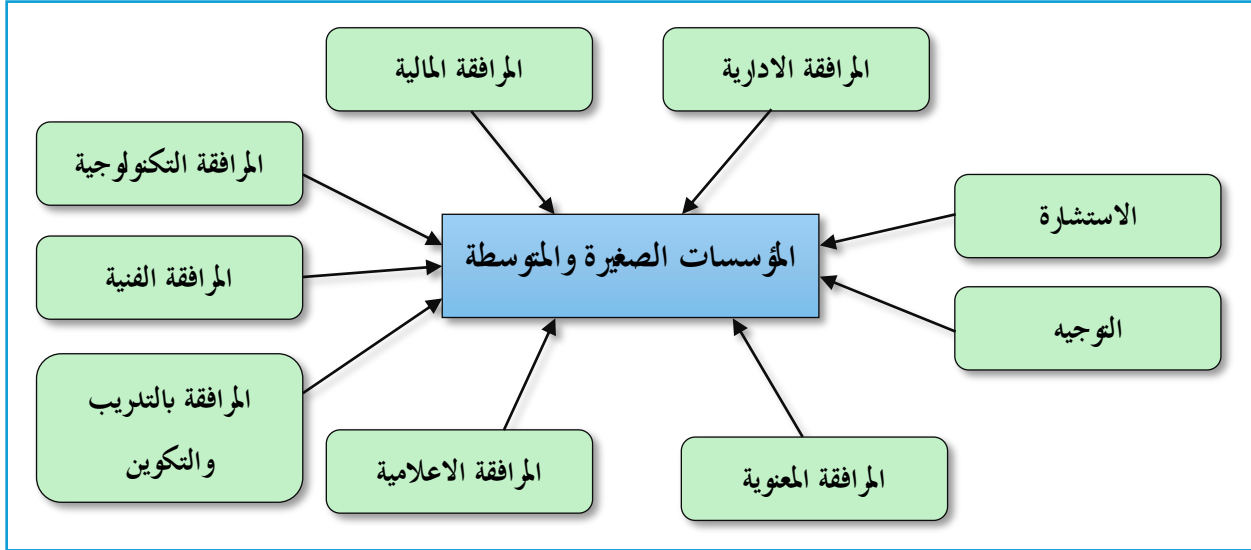 المرافقة الادارية
المرافقة المالية
المرافقة التكنولوجية
الاستشارة
المؤسسات الصغيرة والمتوسطة
المرافقة الفنية
التوجيه
المرافقة بالتدريب
والتكوين
المرافقة الاعلامية
المرافقة المعنوية